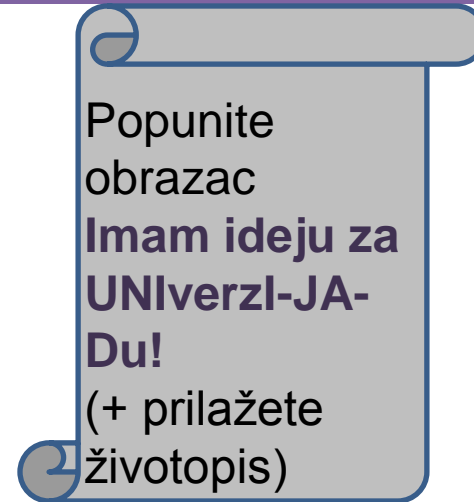 Popunite
obrazac
Imam ideju za
UNIverzI-JA-
Du!
(+ prilažete
životopis)